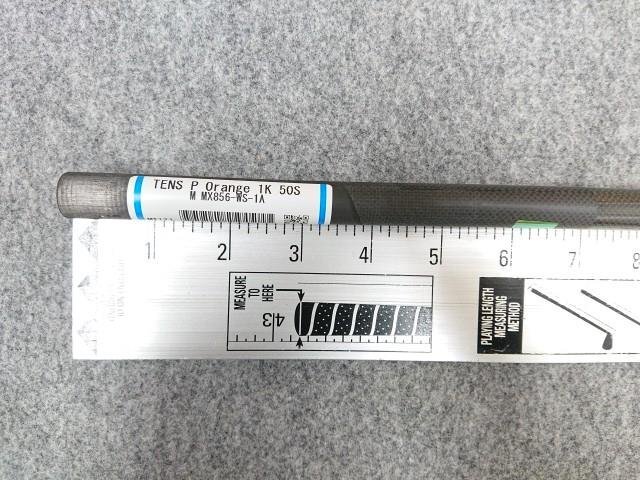 TENS P Orange 1K 50S
M MX856-WS-1A
1 2 3 4 5 6 7 8
MEASURE
TO
HERE
43
PLAYING LENGTH
MEASURING
METHOD